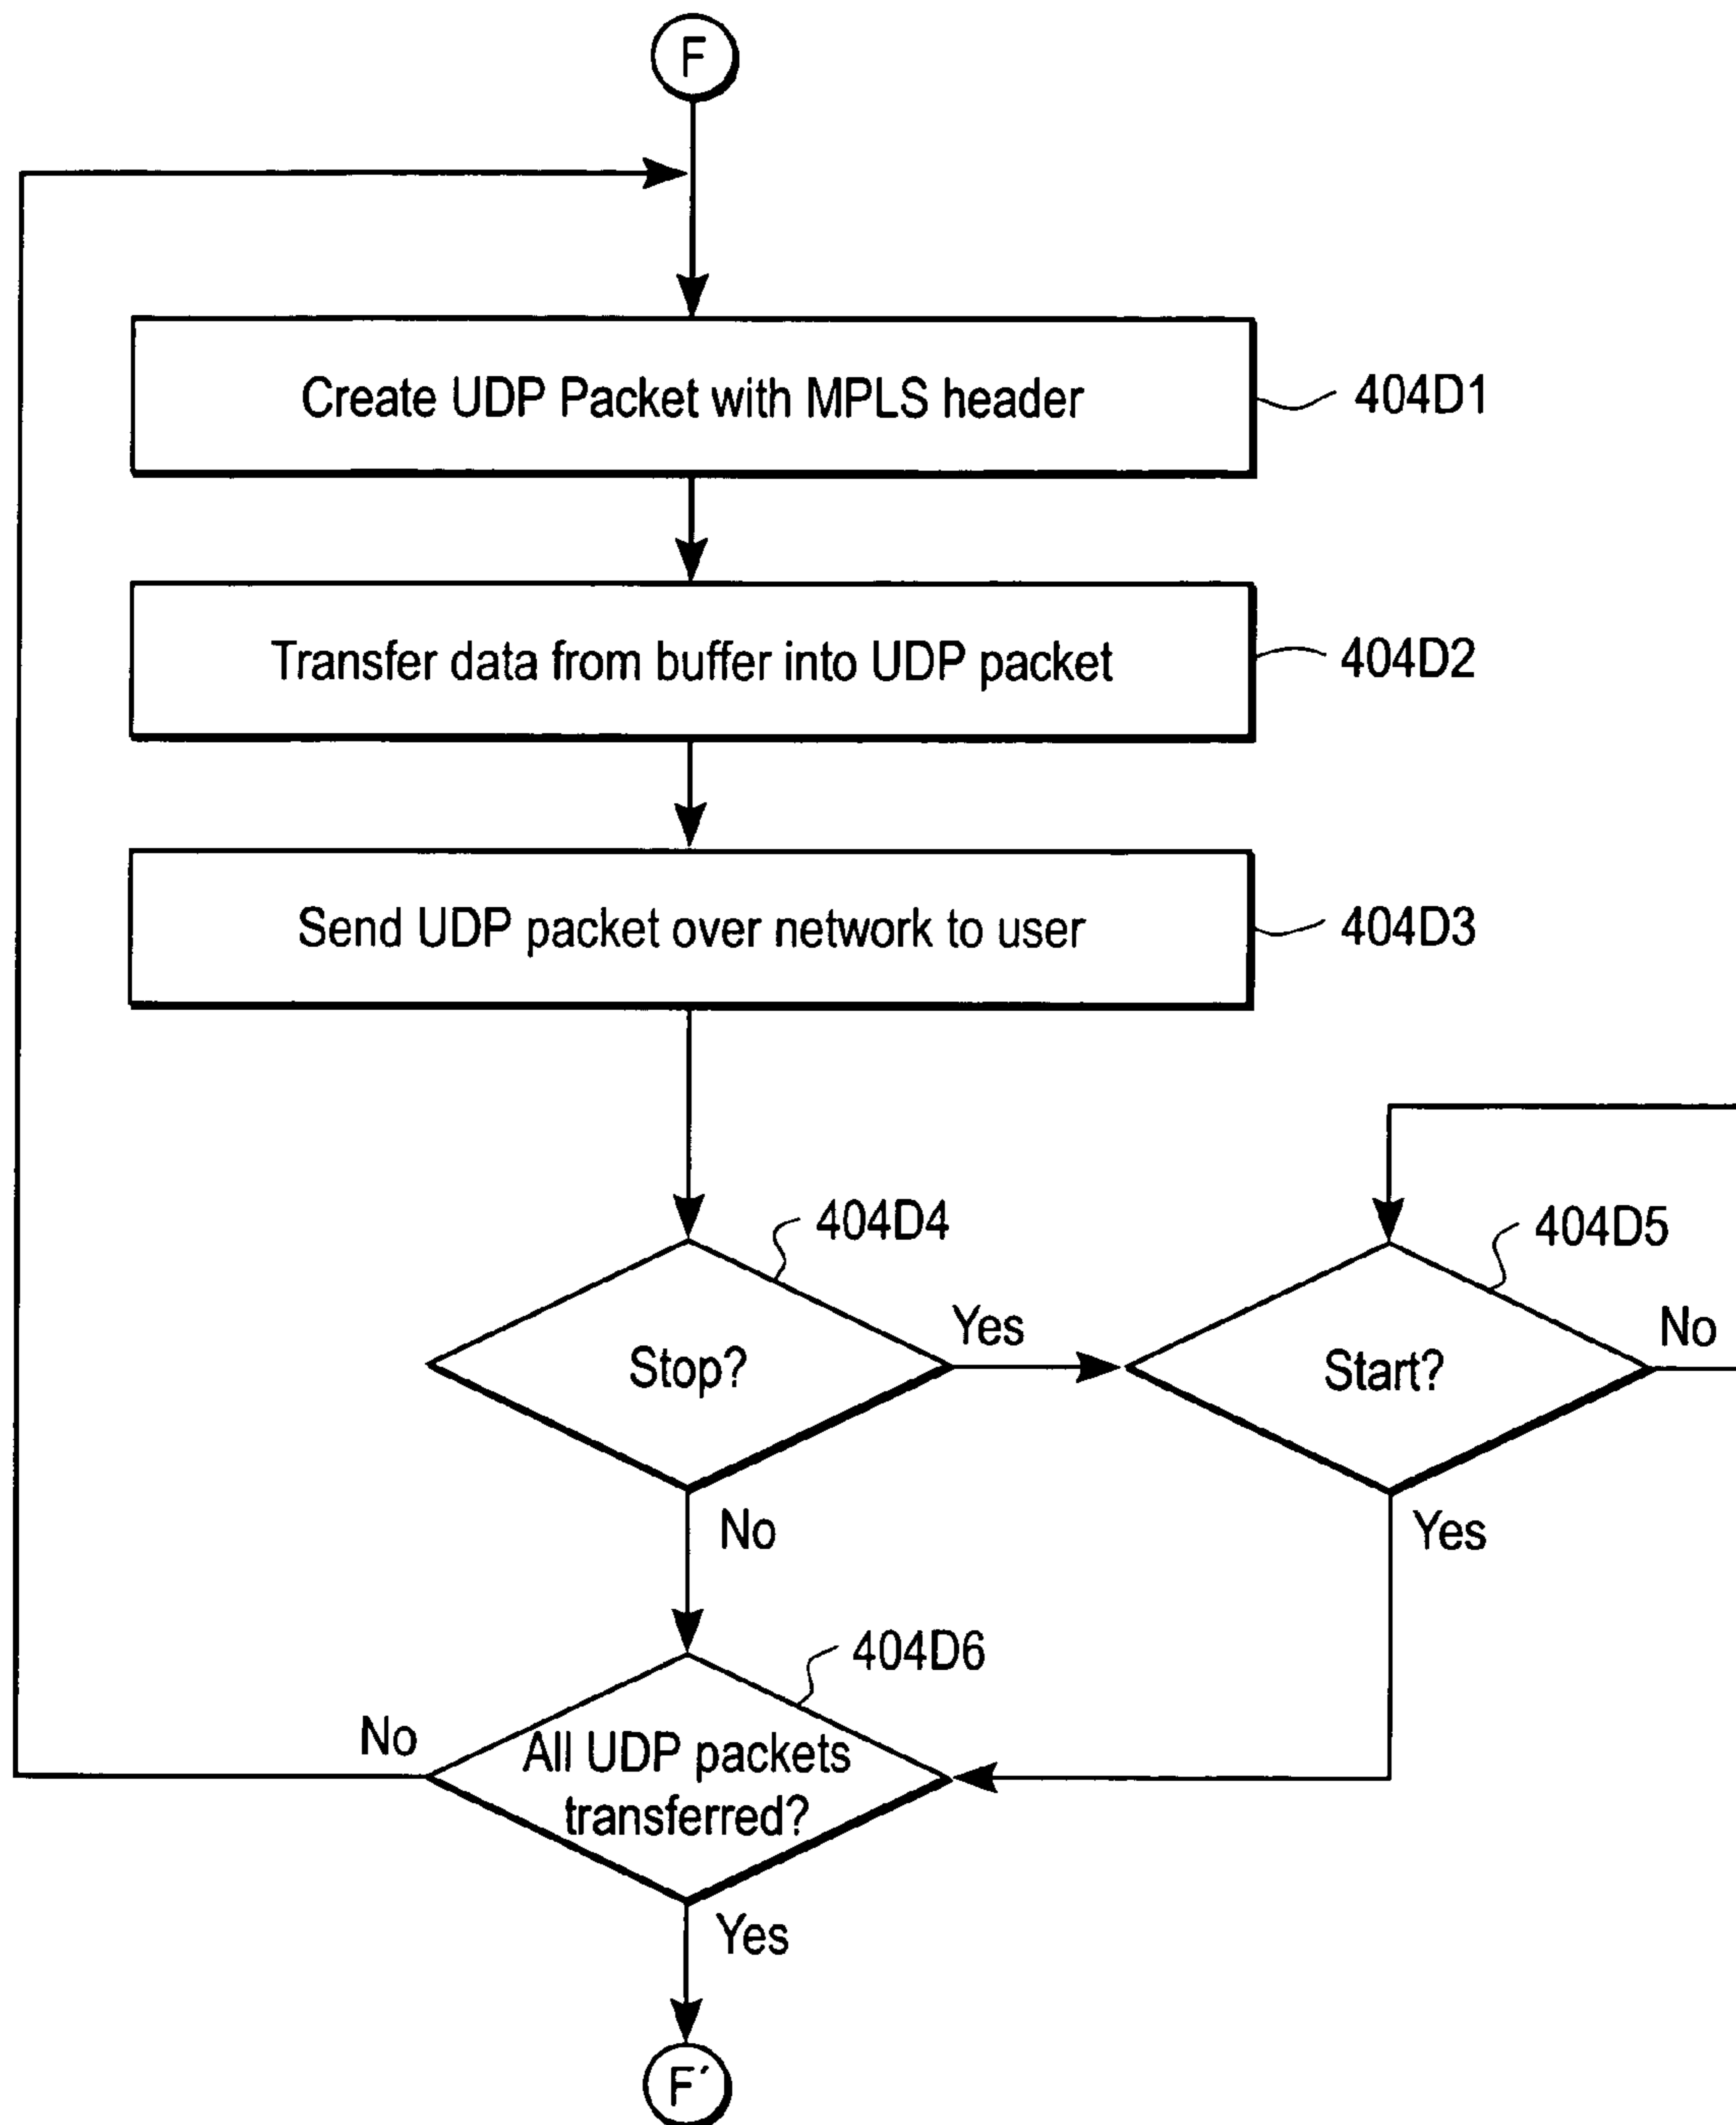 F
Create UDP Packet with MPLS header
404D1
Transfer data from buffer into UDP packet
404D2
Send UDP packet over network to user
404D3
404D4
404D5
Stop?
Yes
Start?
No
No
Yes
404D6
No
All UDP packets
transferred?
Yes
F´